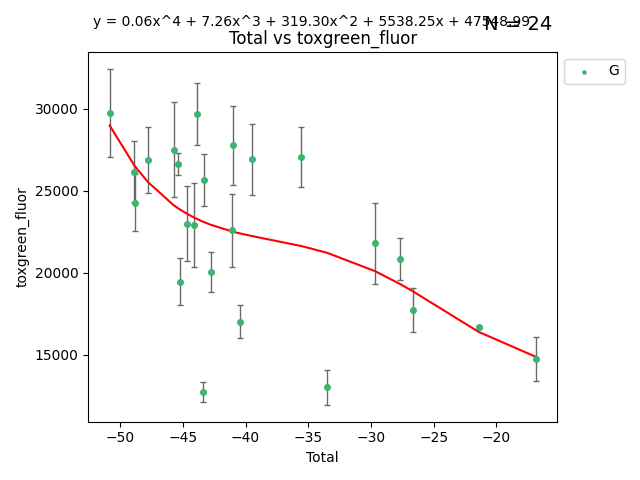 y = 0.06x^4 + 7.26x^3 + 319.30x^2 + 5538.25x + 47548.99
N = 24
Total vs toxgreen_fluor
G
30000
25000
20000
15000
toxgreen_fluor
−50
−45
−40
−35
−30
−25
−20
Total